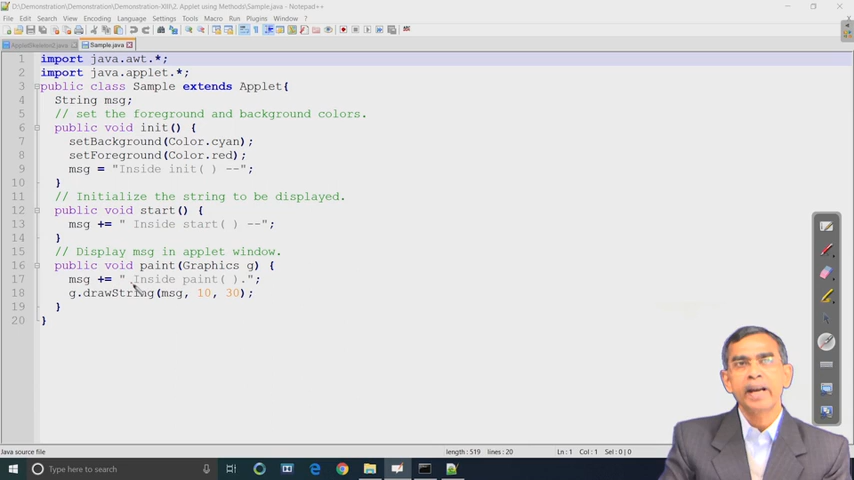 D:\Demonstration\Demonstration-XIII\2. Applet using Methods\Sample.java - Notepad++
File Edit Search View Encoding Language Settings Tools Macro Run Plugins Window ?
AppletSkeleton2.java Sample.java
1 import java.awt.*;
2 import java.applet.*;
3 public class Sample extends Applet{
4 String msg;
5 // set the foreground and background colors.
6 public void init() {
7 setBackground(Color.cyan);
8 setForeground(Color.red);
9 msg = "Inside init( ) --";
10 }
11 // Initialize the string to be displayed.
12 public void start() {
13 msg += " Inside start( ) --";
14 }
15 // Display msg in applet window.
16 public void paint(Graphics g) {
17 msg += " Inside paint( ).";
18 g.drawString(msg, 10, 30);
19 }
20 }
Java source file length : 519 lines : 20 Ln : 1 Col : 1 Sel : 0 | 0
Type here to search